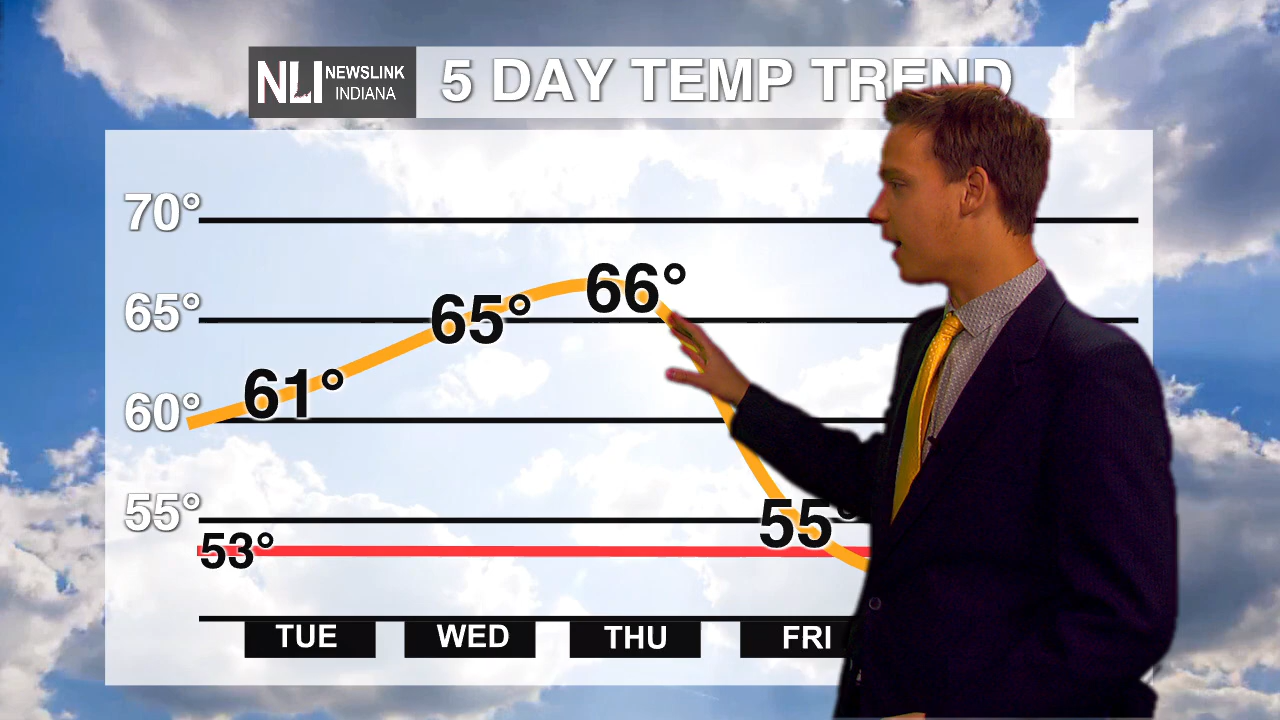 NLI NEWSLINK
INDIANA
5 DAY TEMP TREND
70°
65°
60°
55°
53°
61°
65°
66°
55°
TUE WED THU FRI